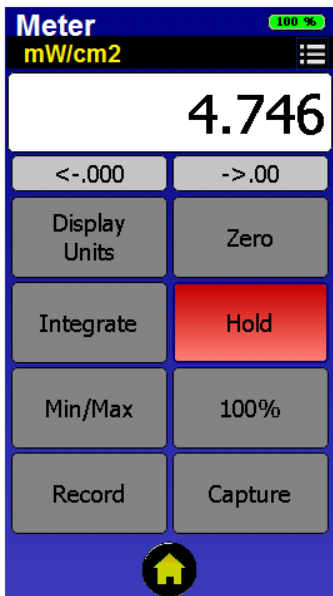 Meter
100 %
mW/cm2
4.746
<-.000
->.00
Display
Units
Zero
Integrate
Hold
Min/Max
100%
Record
Capture